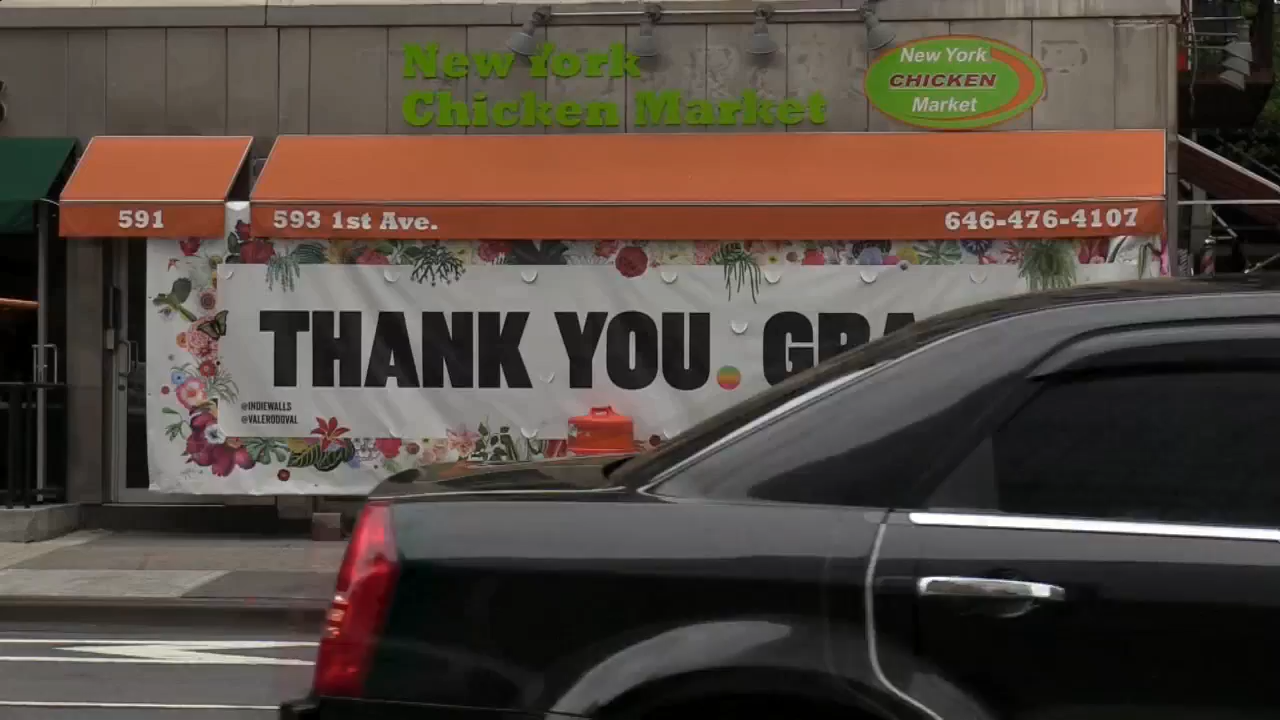 New York
Chicken Market
New York
CHICKEN
Market
591
593 1st Ave.
646-476-4107
THANK YOU.
@INDIEWALLS
@VALERODOVAL